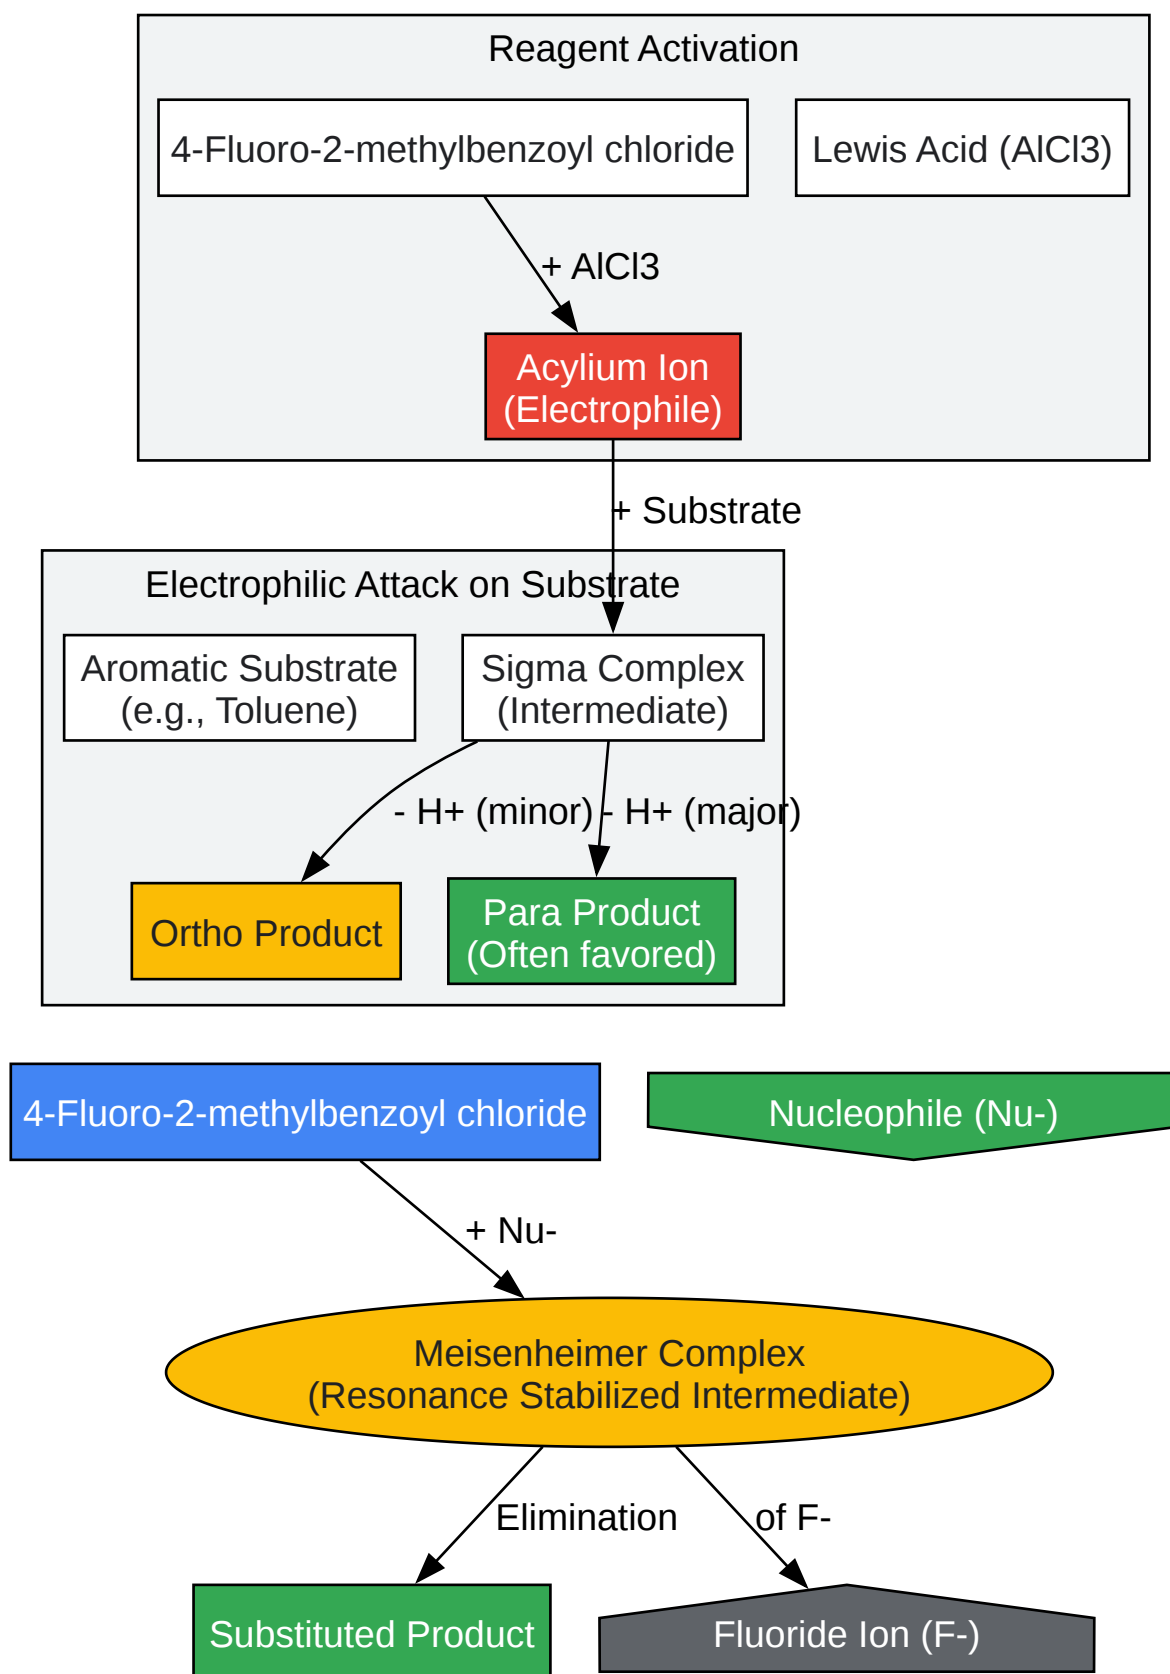 Reagent Activation
4-Fluoro-2-methylbenzoyl chloride
Lewis Acid (AlCl3)
+ AlCl3
Acylium Ion
(Electrophile)
+ Substrate
Electrophilic Attack on Substrate
Aromatic Substrate
(e.g., Toluene)
Sigma Complex
(Intermediate)
- H+ (minor)
- H+ (major)
Ortho Product
Para Product
(Often favored)
4-Fluoro-2-methylbenzoyl chloride
Nucleophile (Nu-)
+ Nu-
Meisenheimer Complex
(Resonance Stabilized Intermediate)
Elimination
of F-
Substituted Product
Fluoride Ion (F-)